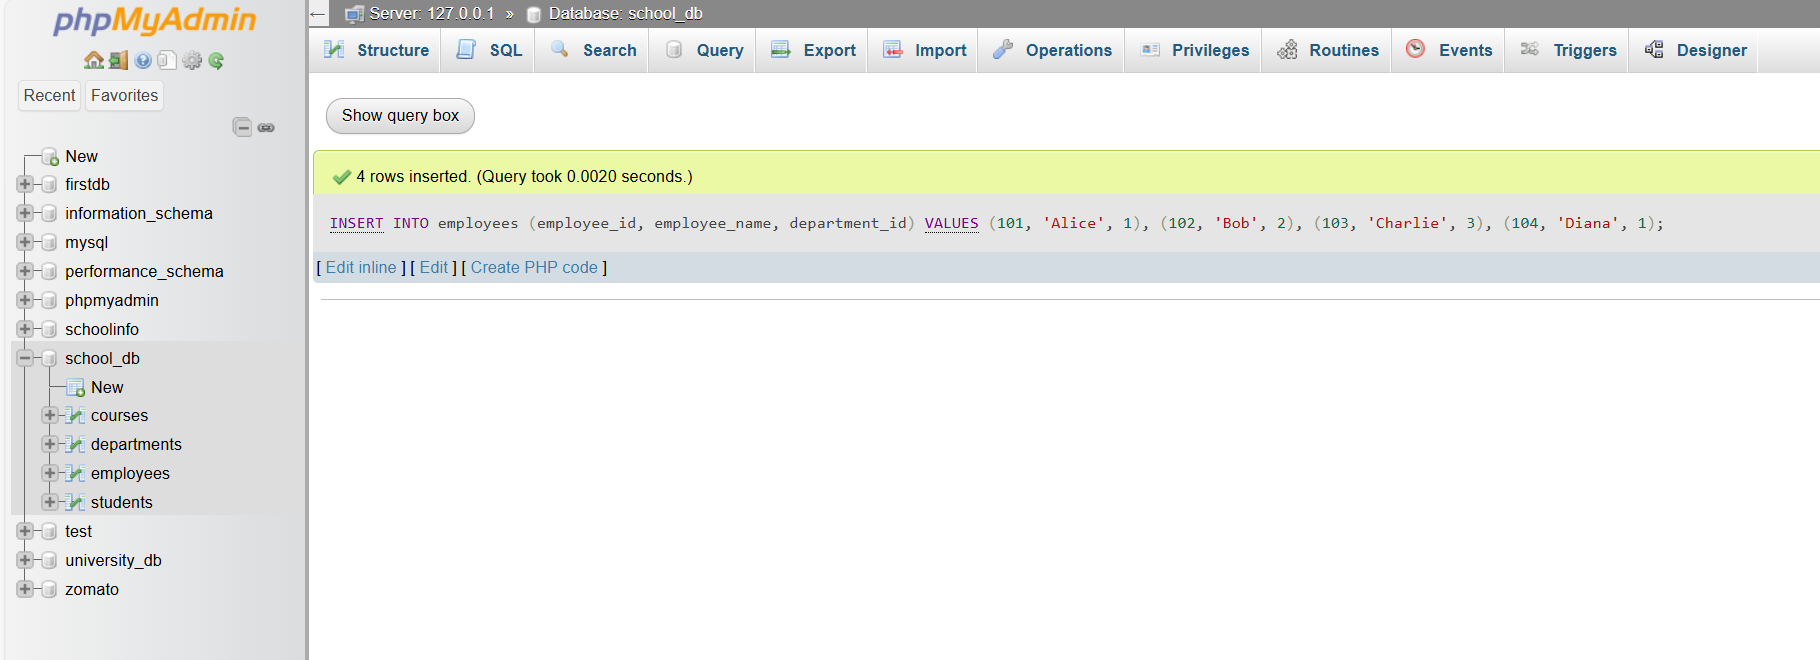 phpMyAdmin
Recent Favorites
New
firstdb
information_schema
mysql
performance_schema
phpmyadmin
schoolinfo
school_db
New
courses
departments
employees
students
test
university_db
zomato
Server: 127.0.0.1 » Database: school_db
Structure SQL Search Query Export Import Operations Privileges Routines Events Triggers Designer
Show query box
4 rows inserted. (Query took 0.0020 seconds.)
INSERT INTO employees (employee_id, employee_name, department_id) VALUES (101, 'Alice', 1), (102, 'Bob', 2), (103, 'Charlie', 3), (104, 'Diana', 1);
[ Edit inline ] [ Edit ] [ Create PHP code ]